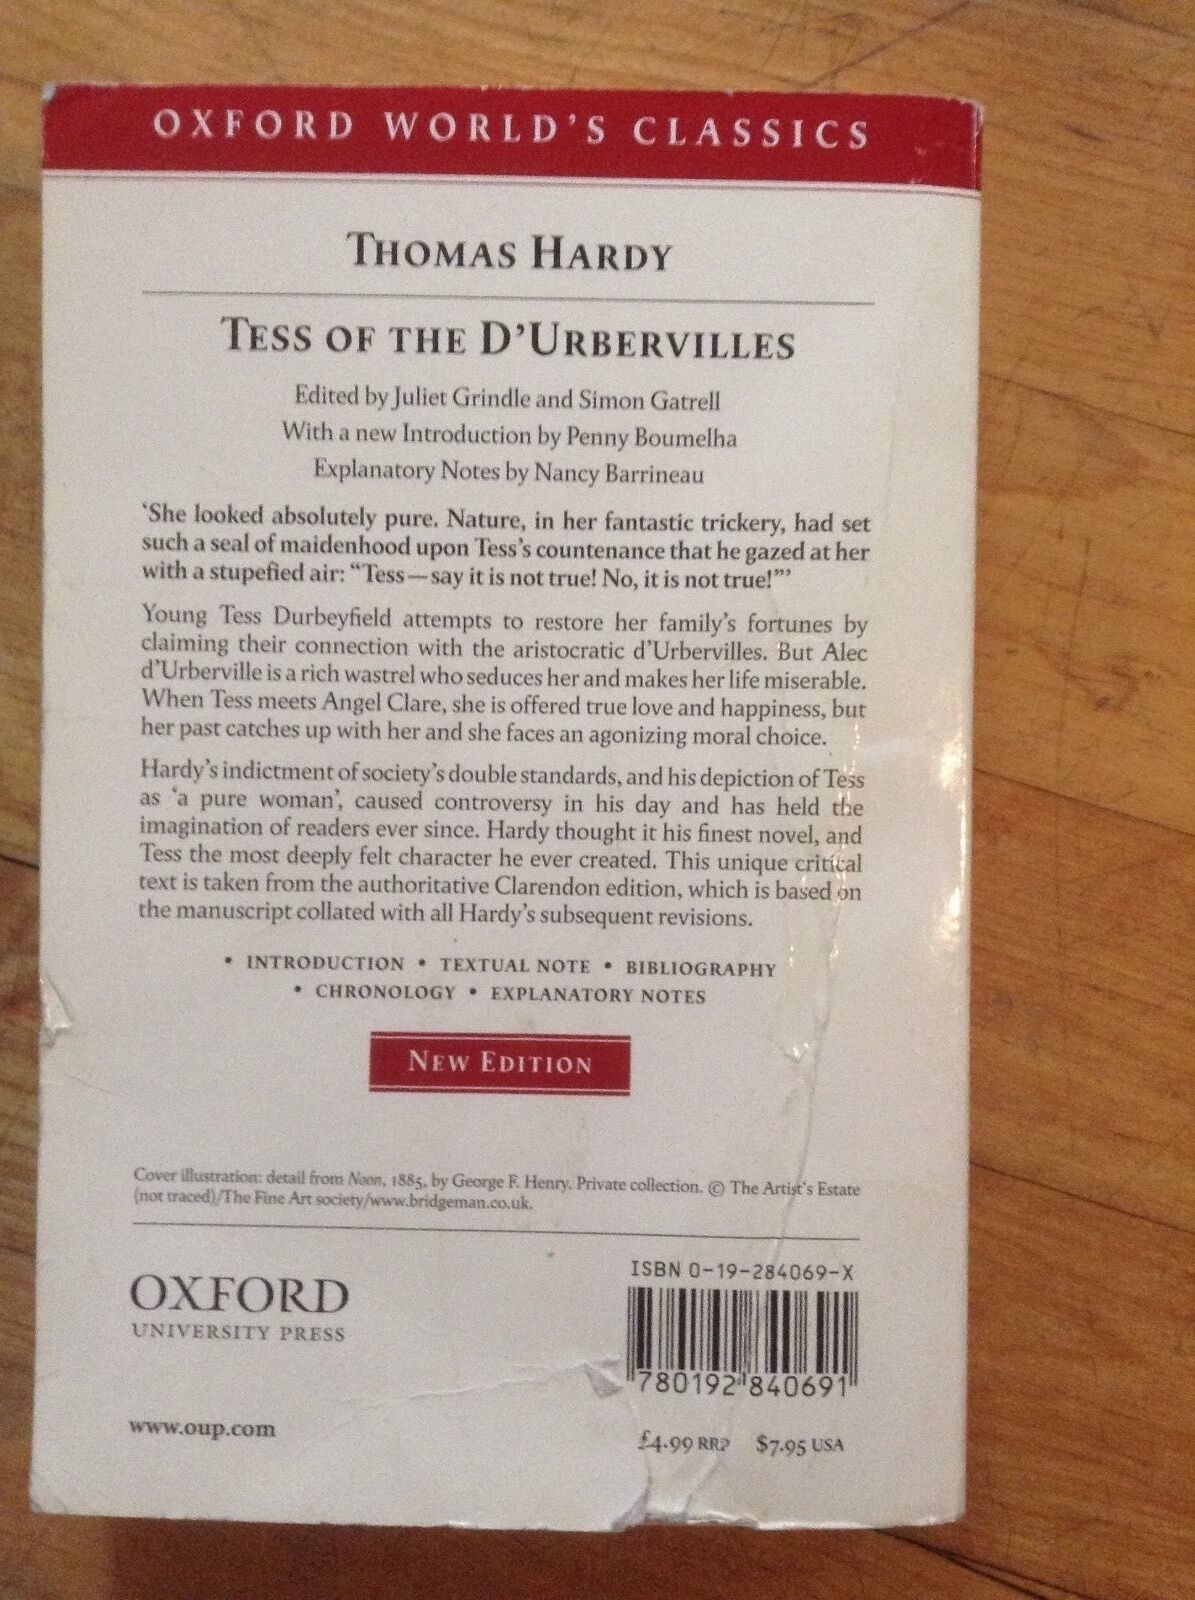 OXFORD WORLD'S CLASSICS
THOMAS HARDY
TESS OF THE D'URBERVILLES
Edited by Juliet Grindle and Simon Gatrell
With a new Introduction by Penny Boumelha
Explanatory Notes by Nancy Barrineau
'She looked absolutely pure. Nature, in her fantastic trickery, had set
such a seal of maidenhood upon Tess's countenance that he gazed at her
with a stupefied air: "Tess—say it is not true! No, it is not true!"'
Young Tess Durbeyfield attempts to restore her family's fortunes by
claiming their connection with the aristocratic d'Urbervilles. But Alec
d'Urberville is a rich wastrel who seduces her and makes her life miserable.
When Tess meets Angel Clare, she is offered true love and happiness, but
her past catches up with her and she faces an agonizing moral choice.
Hardy's indictment of society's double standards, and his depiction of Tess
as 'a pure woman', caused controversy in his day and has held the
imagination of readers ever since. Hardy thought it his finest novel, and
Tess the most deeply felt character he ever created. This unique critical
text is taken from the authoritative Clarendon edition, which is based on
the manuscript collated with all Hardy's subsequent revisions.
• INTRODUCTION • TEXTUAL NOTE • BIBLIOGRAPHY
• CHRONOLOGY • EXPLANATORY NOTES
NEW EDITION
Cover illustration: detail from Noon, 1885, by George F. Henry. Private collection. © The Artist's Estate
(not traced)/The Fine Art society/www.bridgeman.co.uk.
OXFORD
UNIVERSITY PRESS
www.oup.com
ISBN 0-19-284069-X
780192 840691
£4.99 RRP $7.95 USA